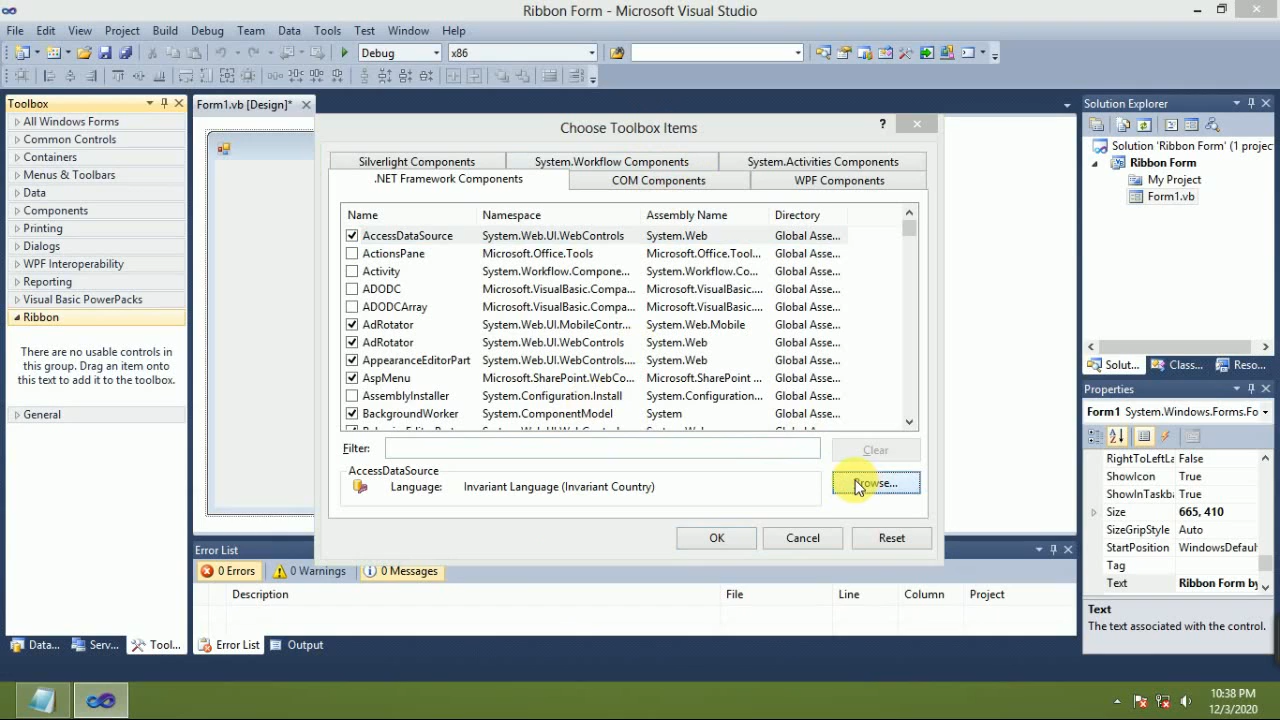 Ribbon Form - Microsoft Visual Studio
File Edit View Project Build Debug Team Data Tools Test Window Help
Debug x86
Toolbox
All Windows Forms
Common Controls
Containers
Menus & Toolbars
Data
Components
Printing
Dialogs
WPF Interoperability
Reporting
Visual Basic PowerPacks
Ribbon
There are no usable controls in
this group. Drag an item onto
this text to add it to the toolbox.
General
Data... Serv... Tool...
Form1.vb [Design]*
Choose Toolbox Items
?
Silverlight Components System.Workflow Components System.Activities Components
.NET Framework Components COM Components WPF Components
Name Namespace Assembly Name Directory
AccessDataSource System.Web.UI.WebControls System.Web Global Asse...
ActionsPane Microsoft.Office.Tools Microsoft.Office.Tool... Global Asse...
Activity System.Workflow.Compone... System.Workflow.Co... Global Asse...
ADODC Microsoft.VisualBasic.Compa... Microsoft.VisualBasic.... Global Asse...
ADODCArray Microsoft.VisualBasic.Compa... Microsoft.VisualBasic.... Global Asse...
AdRotator System.Web.UI.MobileContr... System.Web.Mobile Global Asse...
AdRotator System.Web.UI.WebControls System.Web Global Asse...
AppearanceEditorPart System.Web.UI.WebControls.... System.Web Global Asse...
AspMenu Microsoft.SharePoint.WebCo... Microsoft.SharePoint ... Global Asse...
AssemblyInstaller System.Configuration.Install System.Configuration... Global Asse...
BackgroundWorker System.ComponentModel System Global Asse...
Filter: Clear
AccessDataSource
Language: Invariant Language (Invariant Country)
Browse...
OK Cancel Reset
Error List
0 Errors 0 Warnings 0 Messages
Description File Line Column Project
Error List Output
Solution Explorer
Solution 'Ribbon Form' (1 projec
Ribbon Form
My Project
Form1.vb
Solut... Class... Reso...
Properties
Form1 System.Windows.Forms.Fo
RightToLeftLa False
ShowIcon True
ShowInTaskba True
Size 665, 410
SizeGripStyle Auto
StartPosition WindowsDefaul
Tag
Text Ribbon Form by
Text
The text associated with the control.
10:38 PM
12/3/2020